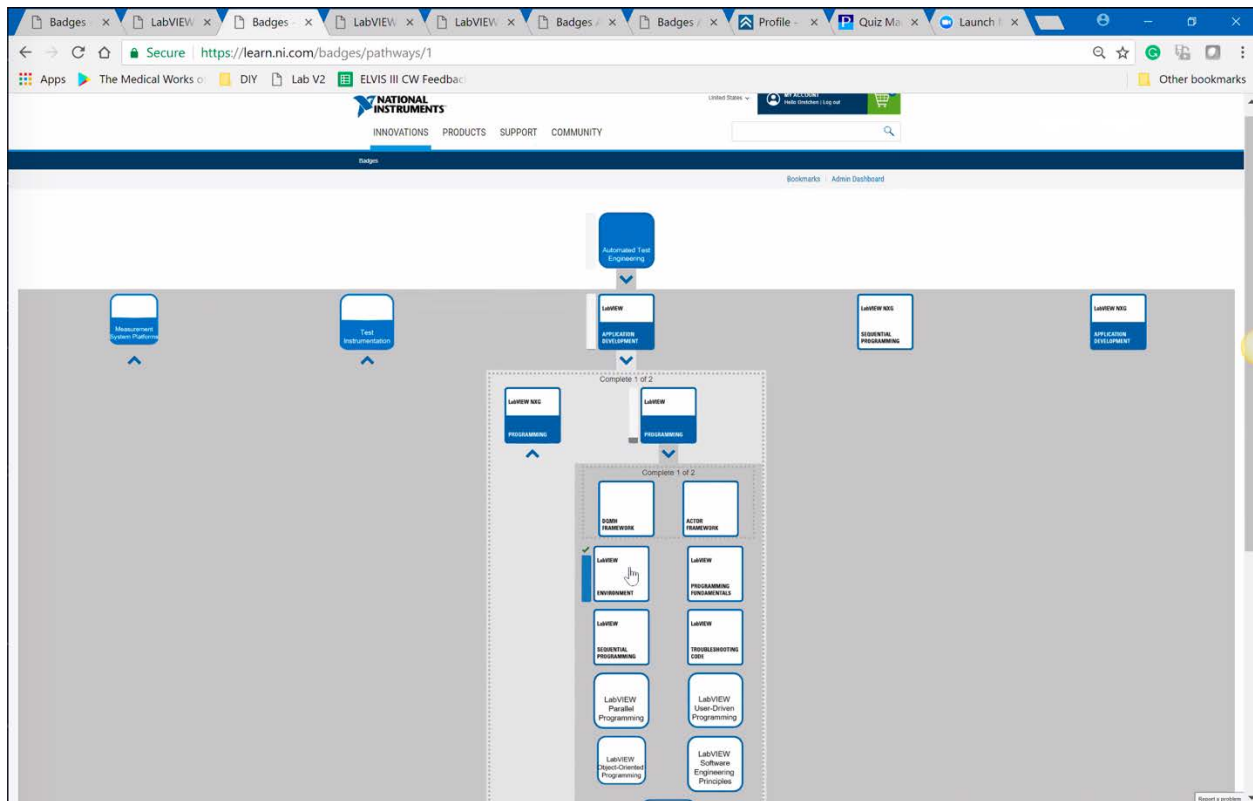 Badges
LabVIEW
Badges -
LabVIEW
LabVIEW
Badges
Badges
Profile -
Quiz Ma
Launch
Secure
https://learn.ni.com/badges/pathways/1
Apps
The Medical Works o
DIY
Lab V2
ELVIS III CW Feedbac
Other bookmarks
NATIONAL
INSTRUMENTS
United States
MY ACCOUNT
Hello Gretchen | Log out
INNOVATIONS
PRODUCTS
SUPPORT
COMMUNITY
Badges
Bookmarks
Admin Dashboard
Automated Test
Engineering
Measurement
System Platforms
Test
Instrumentation
LabVIEW
APPLICATION
DEVELOPMENT
LabVIEW NXG
SEQUENTIAL
PROGRAMMING
LabVIEW NXG
APPLICATION
DEVELOPMENT
Complete 1 of 2
LabVIEW NXG
PROGRAMMING
LabVIEW
PROGRAMMING
Complete 1 of 2
DQMH
FRAMEWORK
ACTOR
FRAMEWORK
LabVIEW
ENVIRONMENT
LabVIEW
PROGRAMMING
FUNDAMENTALS
LabVIEW
SEQUENTIAL
PROGRAMMING
LabVIEW
TROUBLESHOOTING
CODE
LabVIEW
Parallel
Programming
LabVIEW
User-Driven
Programming
LabVIEW
Object-Oriented
Programming
LabVIEW
Software
Engineering
Principles
Report a problem